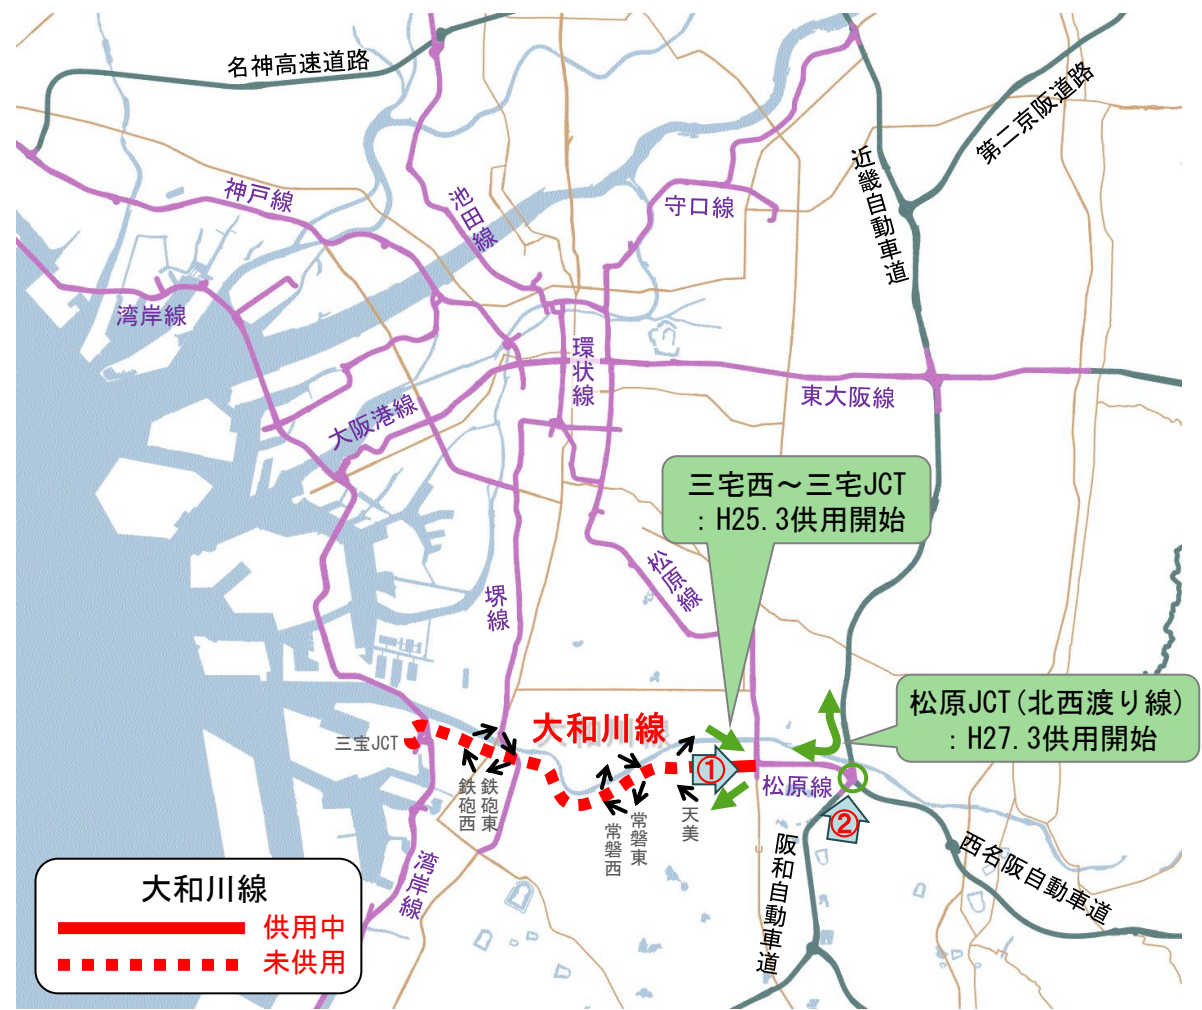 名神高速道路
第二京阪道路
近畿自動車道
神戸線
池田線
守口線
湾岸線
環状線
東大阪線
大阪港線
三宅西～三宅JCT
：H25.3供用開始
松原線
堺線
松原JCT(北西渡り線)
：H27.3供用開始
大和川線
三宝JCT
①
松原線
鉄砲西
鉄砲東
常磐西
常磐東
天美
②
阪和自動車道
西名阪自動車道
湾岸線
大和川線
供用中
未供用